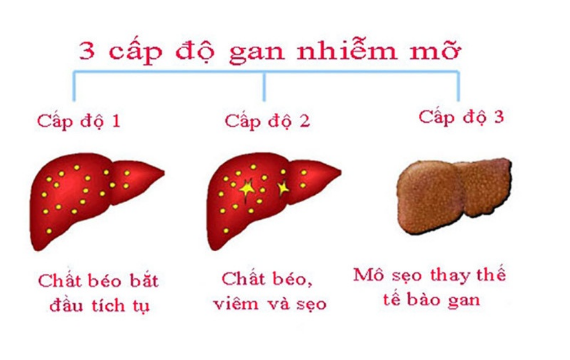 3 cấp độ gan nhiễm mỡ
Cấp độ 1
Cấp độ 2
Cấp độ 3
Chất béo bắt
đầu tích tụ
Chất béo,
viêm và sẹo
Mô sẹo thay thế
tế bào gan